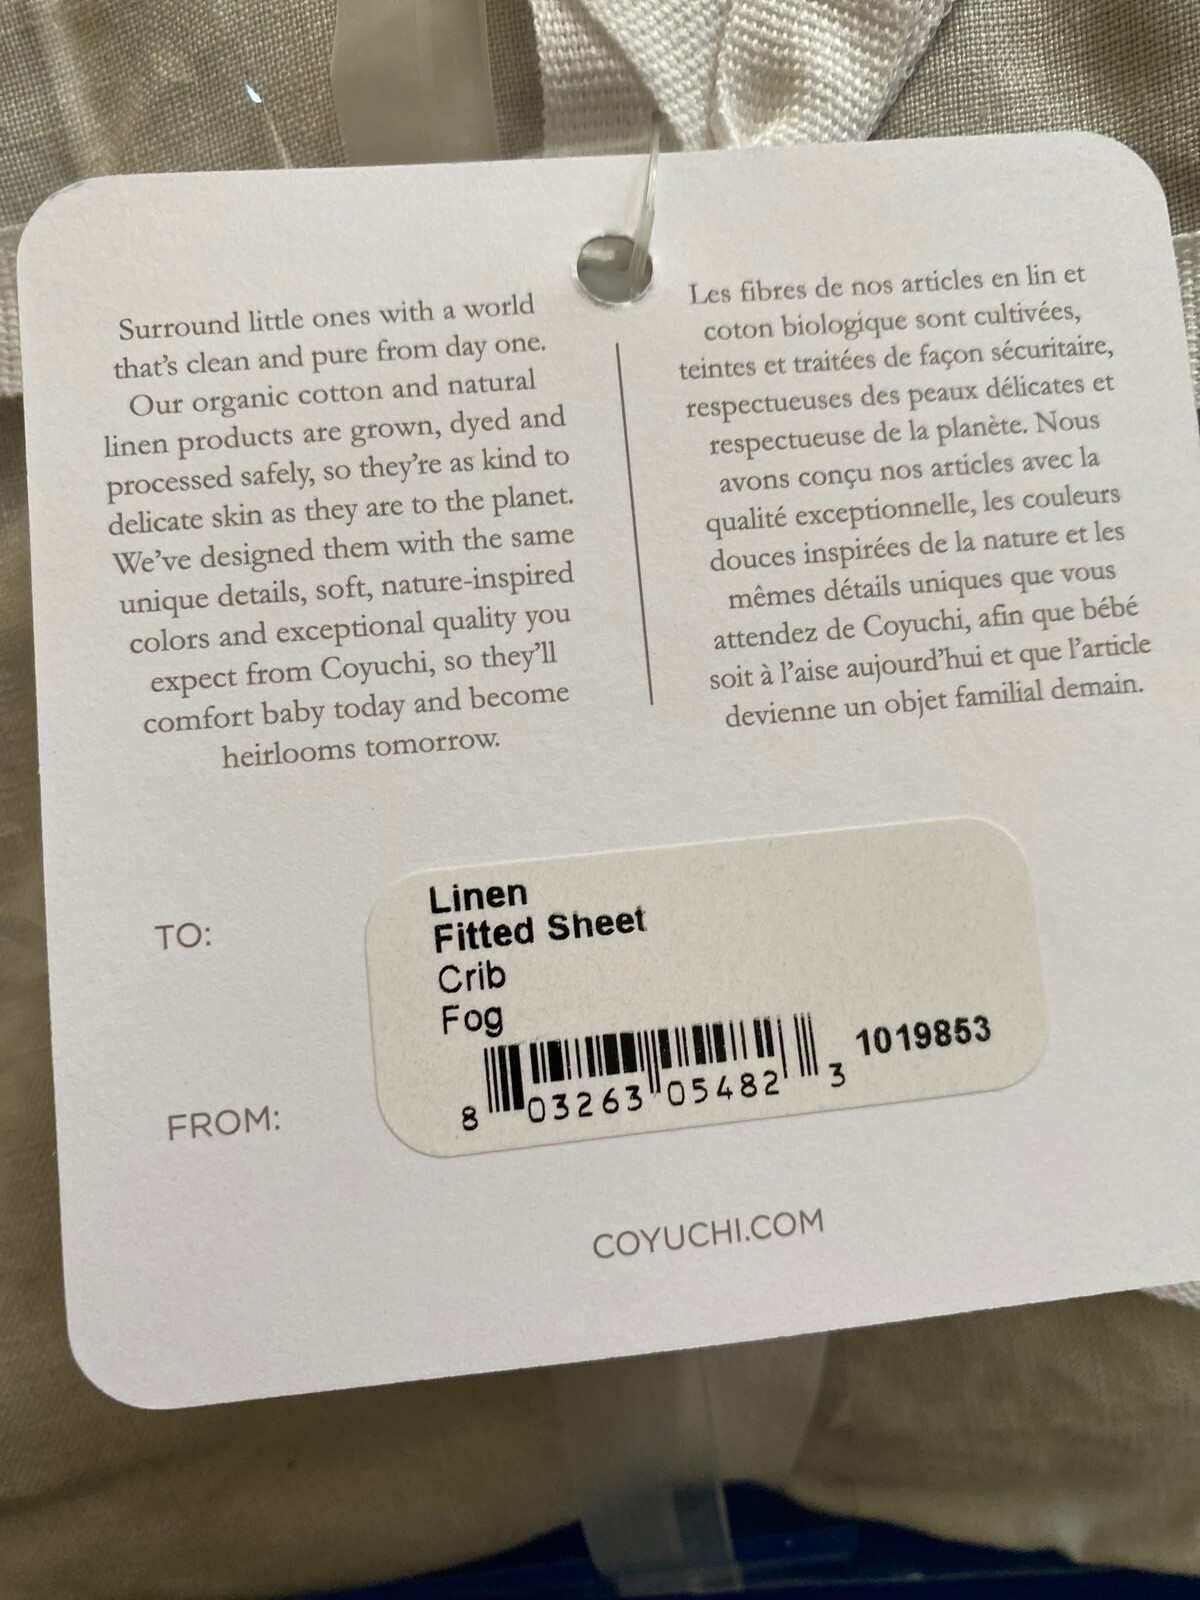 Surround little ones with a world
that's clean and pure from day one.
Our organic cotton and natural
linen products are grown, dyed and
processed safely, so they're as kind to
delicate skin as they are to the planet.
We've designed them with the same
unique details, soft, nature-inspired
colors and exceptional quality you
expect from Coyuchi, so they'll
comfort baby today and become
heirlooms tomorrow.
Les fibres de nos articles en lin et
coton biologique sont cultivées,
teintes et traitées de façon sécuritaire,
respectueuses des peaux délicates et
respectueuse de la planète. Nous
avons conçu nos articles avec la
qualité exceptionnelle, les couleurs
douces inspirées de la nature et les
mêmes détails uniques que vous
attendez de Coyuchi, afin que bébé
soit à l'aise aujourd'hui et que l'article
devienne un objet familial demain.
TO:
Linen
Fitted Sheet
Crib
Fog
8 03263 05482 3 1019853
FROM:
COYUCHI.COM